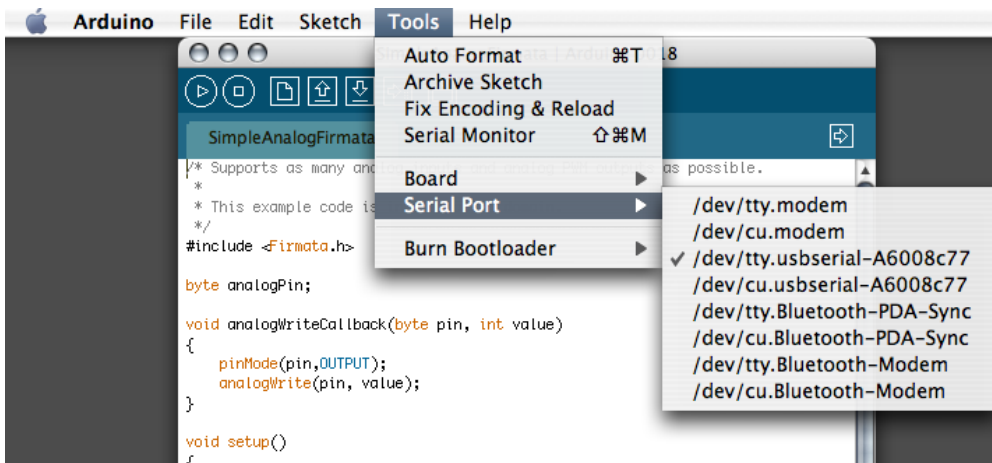 Arduino File Edit Sketch Tools Help
18
Auto Format ⌘T
Archive Sketch
Fix Encoding & Reload
Serial Monitor ⇧⌘M
Board
Serial Port
Burn Bootloader
/dev/tty.modem
/dev/cu.modem
✓ /dev/tty.usbserial-A6008c77
/dev/cu.usbserial-A6008c77
/dev/tty.Bluetooth-PDA-Sync
/dev/cu.Bluetooth-PDA-Sync
/dev/tty.Bluetooth-Modem
/dev/cu.Bluetooth-Modem
SimpleAnalogFirmata
/* Supports as many as possible.
*
* This example code is
*/
#include <Firmata.h>
byte analogPin;
void analogWriteCallback(byte pin, int value)
{
pinMode(pin,OUTPUT);
analogWrite(pin, value);
}
void setup()
{